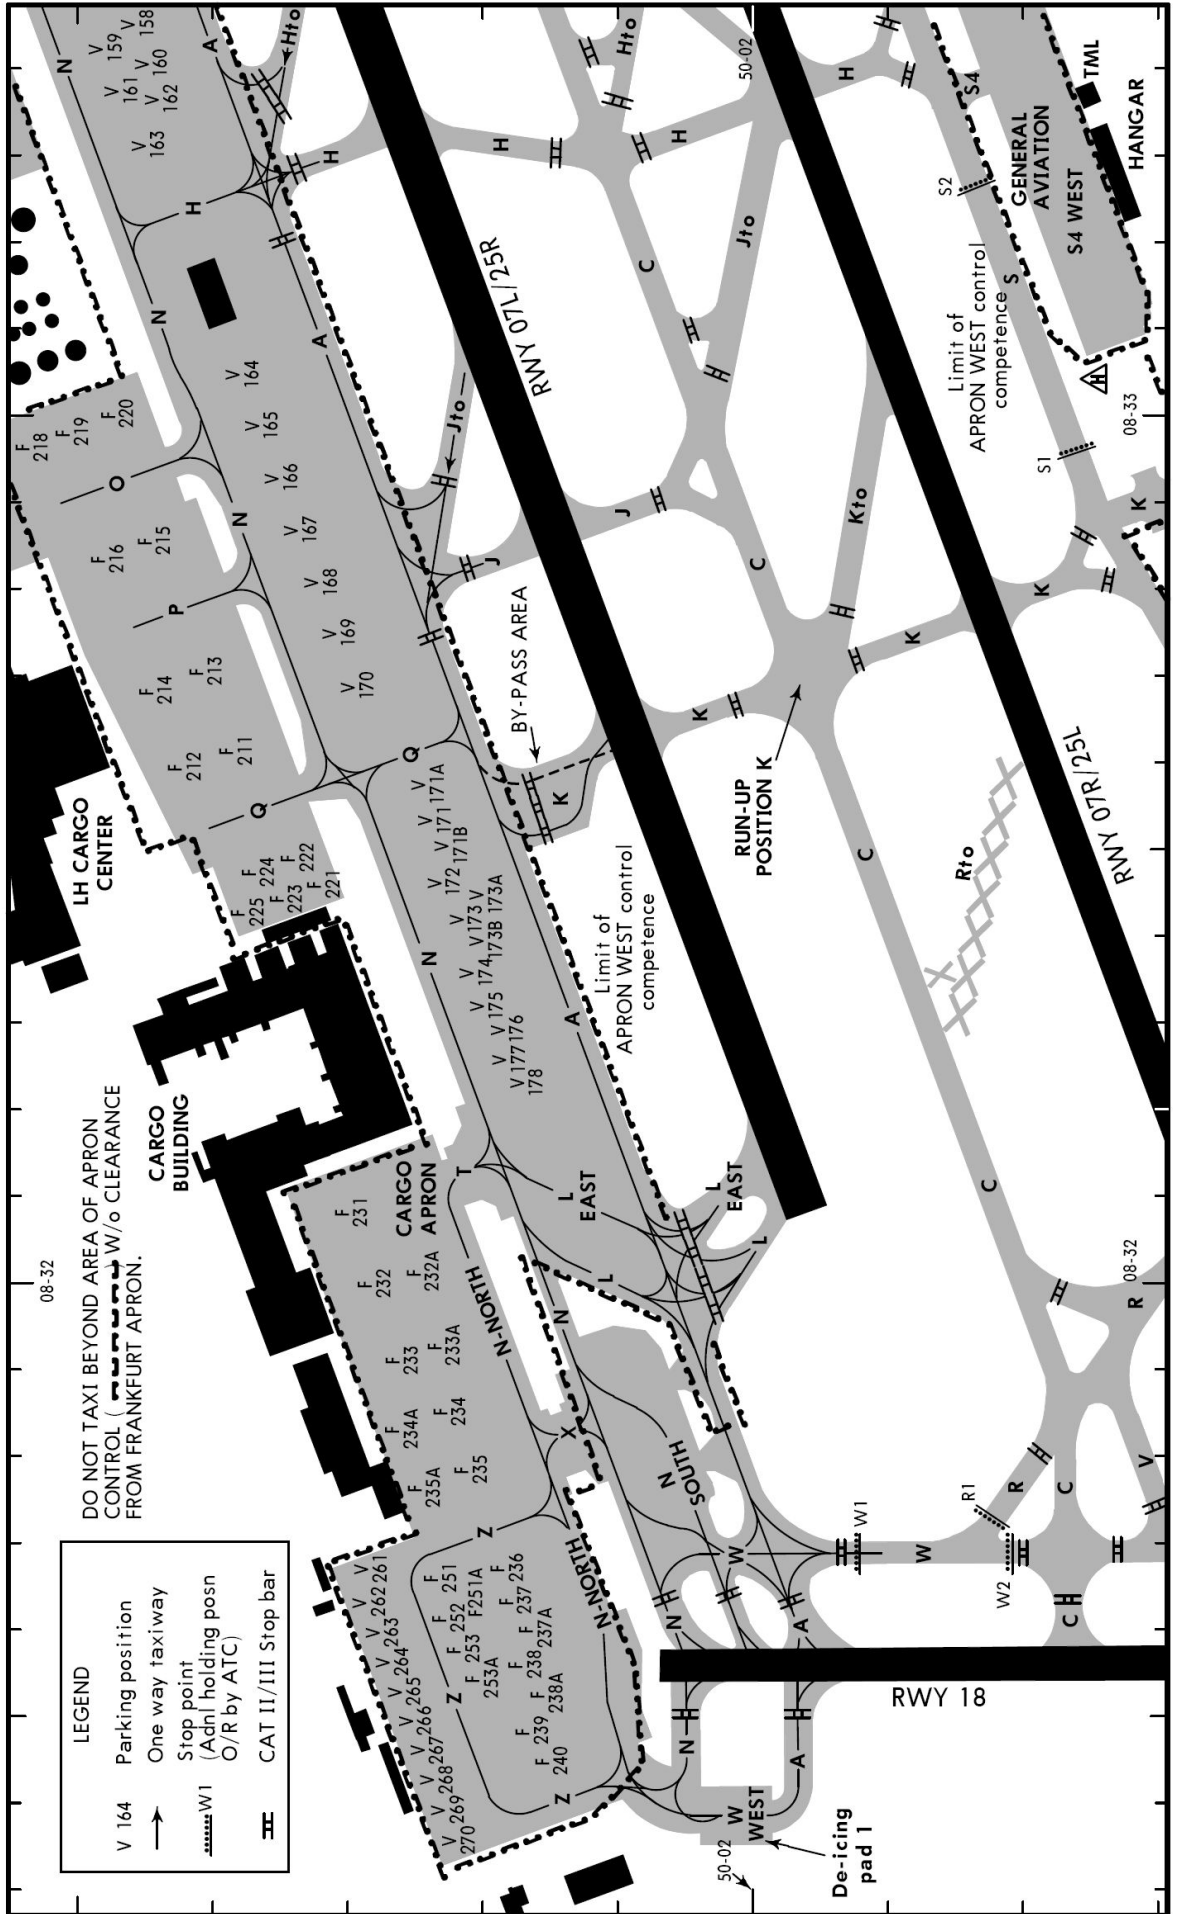 LEGEND
V 164 Parking position
One way taxiway
W1 Stop point
(Adnl holding posn
O/R by ATC)
CAT II/III Stop bar
DO NOT TAXI BEYOND AREA OF APRON
CONTROL ( ) W/o CLEARANCE
FROM FRANKFURT APRON.
08-32
CARGO
BUILDING
LH CARGO
CENTER
CARGO
APRON
V
270
V
269
V
268
V
267
V
266
V
265
V
264
V
263
V
262
V
261
Z
Z
Z
F
251
F
251A
F
252
F
253
253A
F
236
F
237
237A
F
238
F
238A
F
239
F
240
N-NORTH
F
235A
F
235
F
234A
F
234
F
233
F
233A
F
232
F
232A
F
231
N-NORTH
T
X
F
225
F
224
F
223
F
222
F
221
Q
Q
F
212
F
211
F
214
F
213
P
F
216
F
215
O
F
218
F
219
F
220
N
N
N
N
N
H
V
158
V
159
V
160
V
161
V
162
V
163
V
164
V
165
V
166
V
167
V
168
V
169
V
170
V
171A
V
171
V
171B
V
172
V
173A
V
173
V
173B
V
174
V
175
V
176
V
177
V
178
A
A
A
L
EAST
L
L
EAST
L
N
SOUTH
W
N
A
N
A
W
WEST
De-icing
pad 1
50-02
RWY 18
W
W1
W2
R1
R
C
C
V
R
08-32
C
C
C
C
Limit of
APRON WEST control
competence
BY-PASS AREA
K
K
RUN-UP
POSITION K
K
K
K
Kto
Rto
RWY 07R/25L
RWY 07L/25R
J
J
Jto
Jto
H
H
H
H
Hto
Hto
50-02
S1
S2
S
S4
Limit of
APRON WEST control
competence
GENERAL
AVIATION
S4 WEST
TML
HANGAR
H
08-33